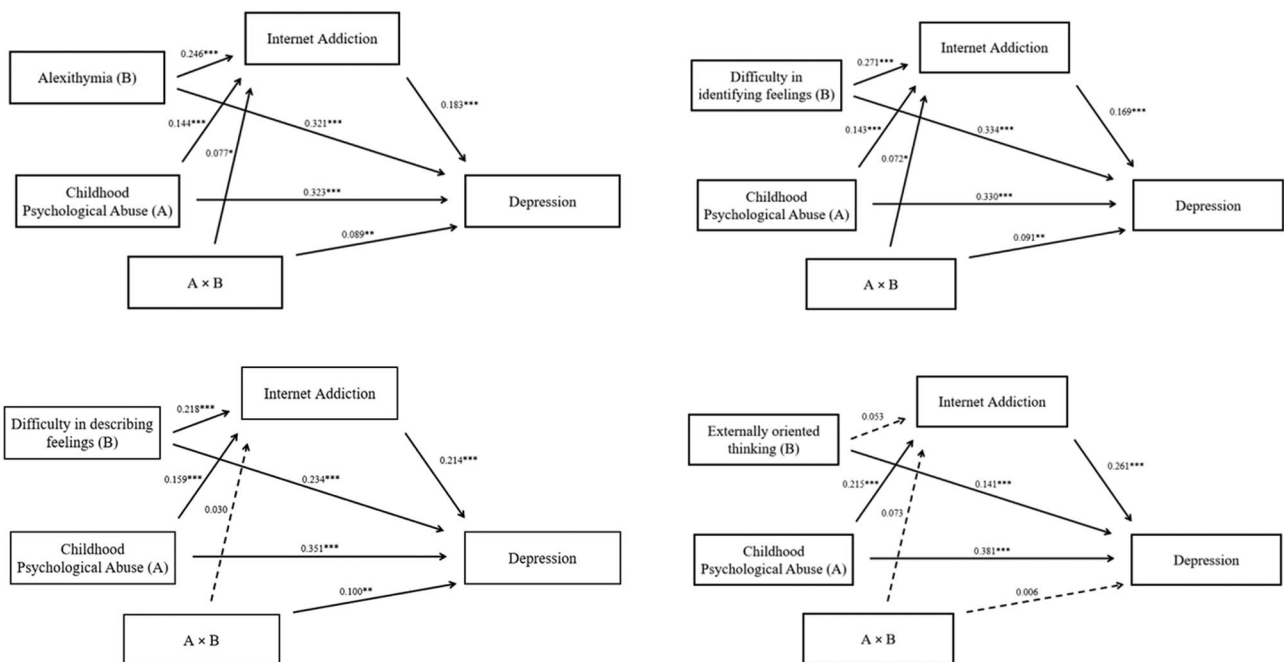 Internet Addiction
Alexithymia (B)
0.246***
0.144***
0.077*
0.321***
0.183***
Childhood
Psychological Abuse (A)
0.323***
Depression
0.089**
A × B
Internet Addiction
Difficulty in
identifying feelings (B)
0.271***
0.143***
0.072*
0.334***
0.169***
Childhood
Psychological Abuse (A)
0.330***
Depression
0.091**
A × B
Internet Addiction
Difficulty in describing
feelings (B)
0.218***
0.159***
0.030
0.234***
0.214***
Childhood
Psychological Abuse (A)
0.351***
Depression
0.100**
A × B
Internet Addiction
Externally oriented
thinking (B)
0.053
0.215***
0.073
0.141***
0.261***
Childhood
Psychological Abuse (A)
0.381***
Depression
0.006
A × B